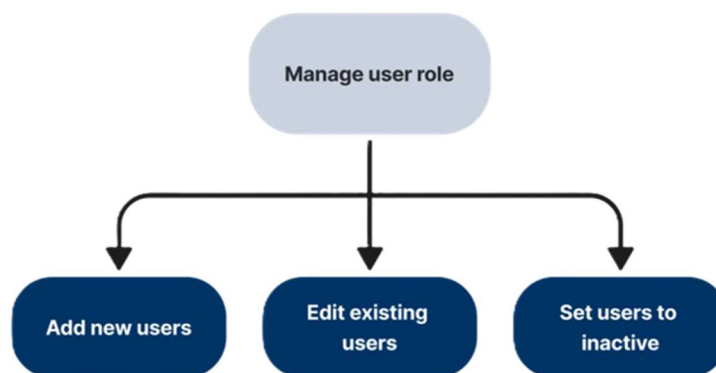 Manage user role
Add new users
Edit existing
users
Set users to
inactive